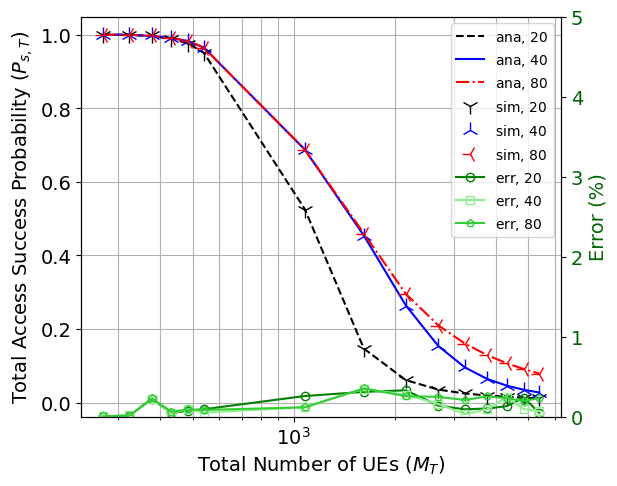 Total Access Success Probability (P_{s,T})
1.0
0.8
0.6
0.4
0.2
0.0
10^3
Total Number of UEs (M_T)
5
4
3
2
1
0
Error (%)
ana, 20
ana, 40
ana, 80
sim, 20
sim, 40
sim, 80
err, 20
err, 40
err, 80